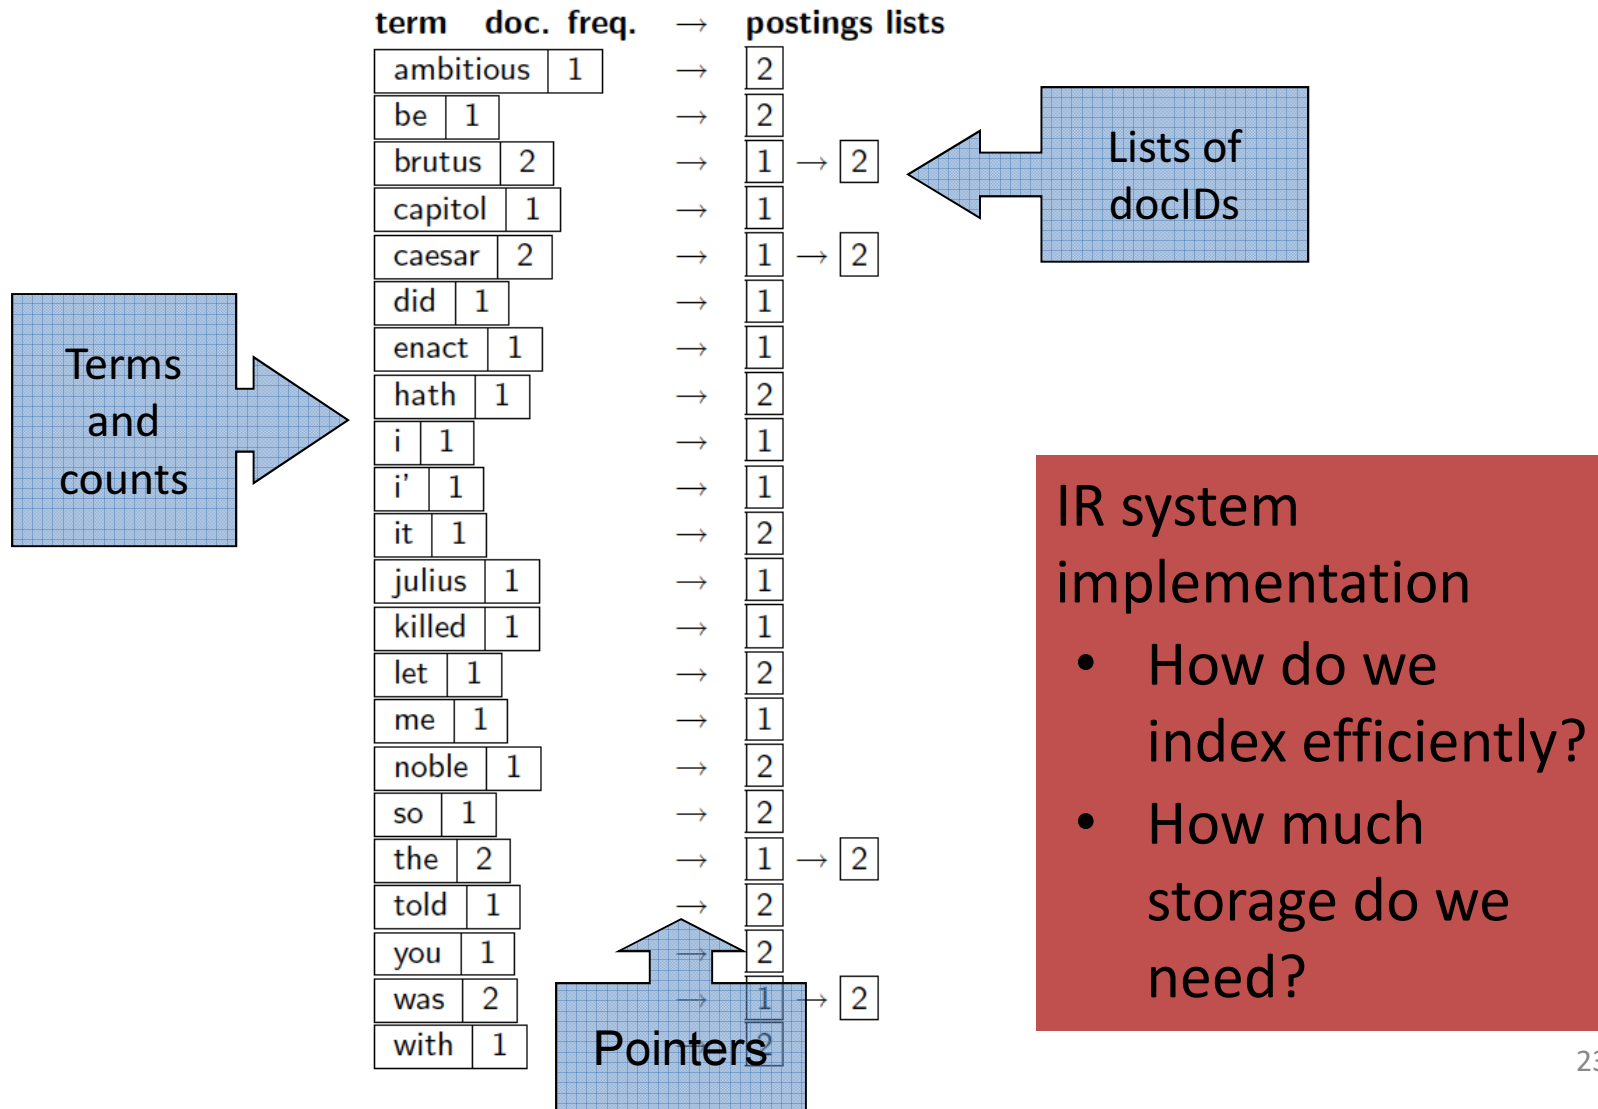 term doc. freq. → postings lists
ambitious 1 → 2
be 1 → 2
brutus 2 → 1 → 2
capitol 1 → 1
caesar 2 → 1 → 2
did 1 → 1
enact 1 → 1
hath 1 → 2
i 1 → 1
i' 1 → 1
it 1 → 2
julius 1 → 1
killed 1 → 1
let 1 → 2
me 1 → 1
noble 1 → 2
so 1 → 2
the 2 → 1 → 2
told 1 → 2
you 1 → 2
was 2 → 1 → 2
with 1 → 2
Terms
and
counts
Lists of
docIDs
Pointers
IR system
implementation
• How do we
index efficiently?
• How much
storage do we
need?
23